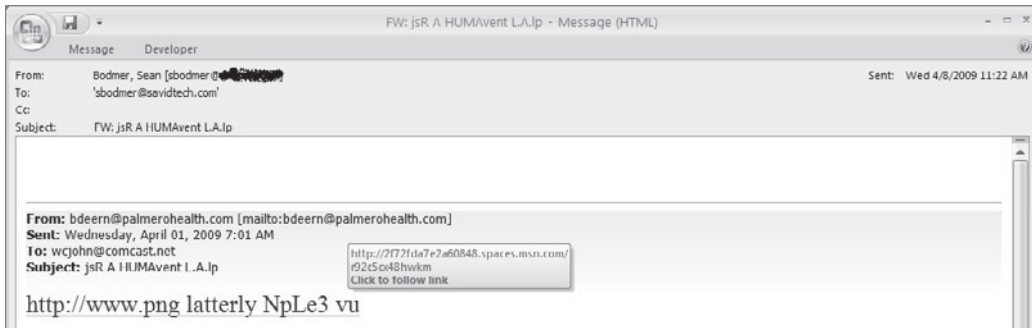 FW: jsR A HUMAvent L.A.lp - Message (HTML)
Message Developer
From: Bodmer, Sean [sbodmer@
Sent: Wed 4/8/2009 11:22 AM
To: 'sbodmer@savidtech.com'
Cc:
Subject: FW: jsR A HUMAvent L.A.lp
From: bdeern@palmerohealth.com [mailto:bdeern@palmerohealth.com]
Sent: Wednesday, April 01, 2009 7:01 AM
To: wcjohn@comcast.net
Subject: jsR A HUMAvent L.A.lp
http://2f72fda7e2a60848.spaces.msn.com/
r92c5cx48hwkm
Click to follow link
http://www.png latterly NpLe3 vu